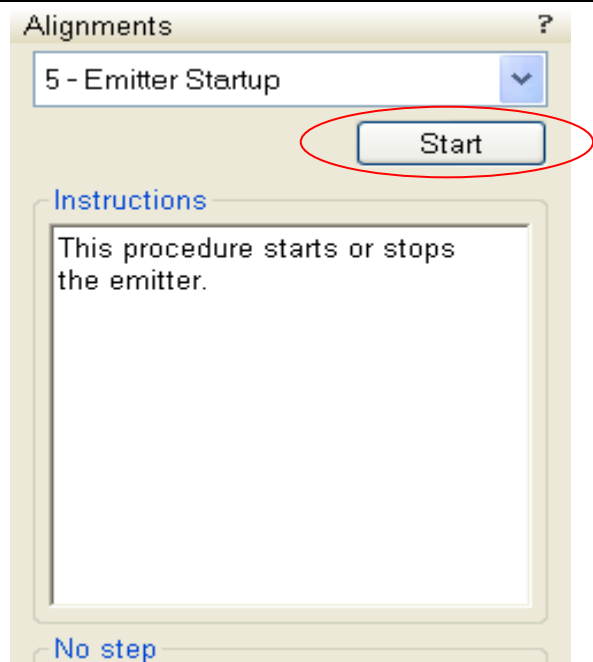 Alignments ?
5 - Emitter Startup
Start
Instructions
This procedure starts or stops
the emitter.
No step